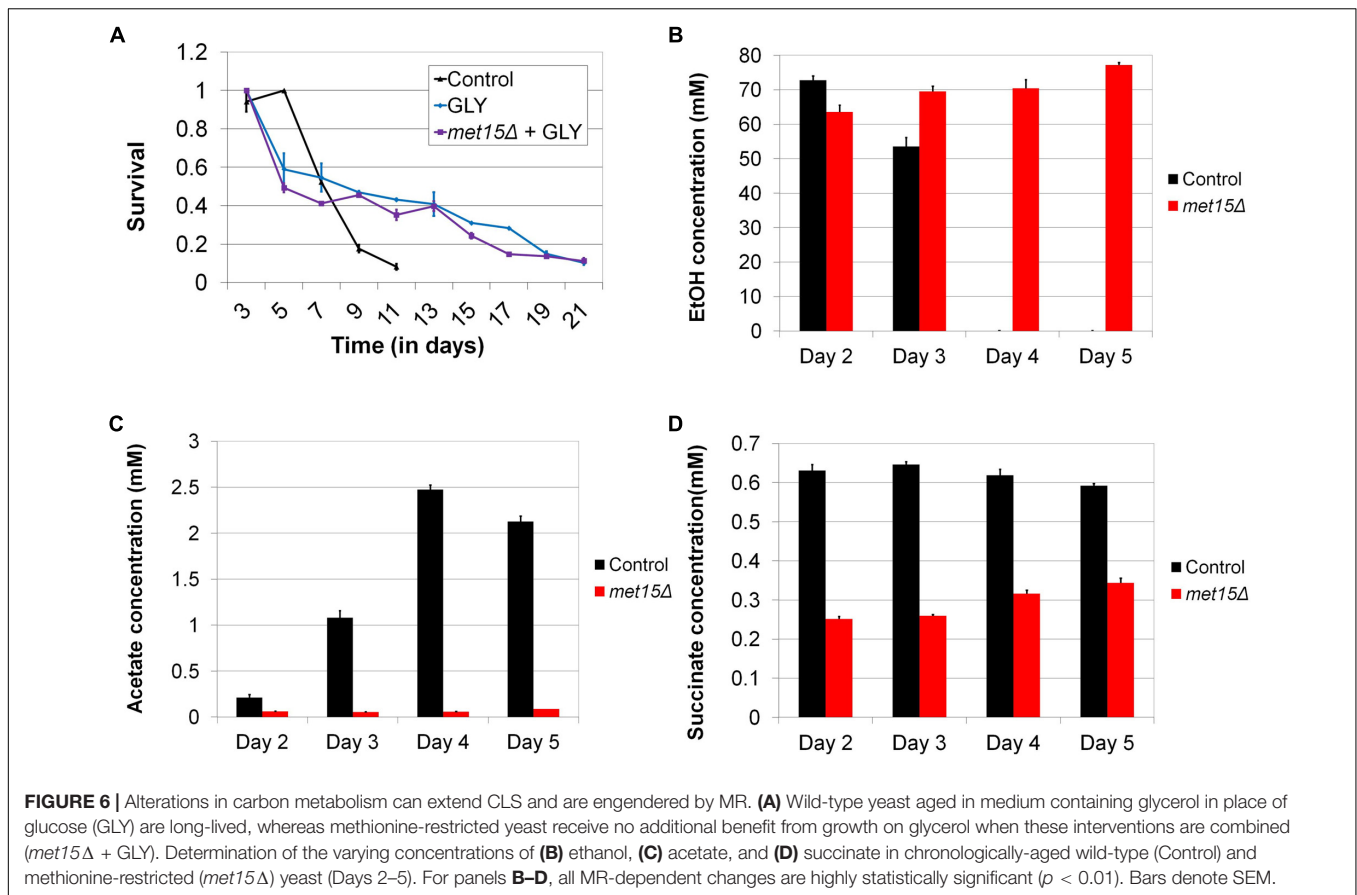 A
1.2
1
0.8
0.6
0.4
0.2
0
Survival
Control
GLY
met15Δ + GLY
3
5
7
9
11
13
15
17
19
21
Time (in days)
B
80
70
60
50
40
30
20
10
0
EtOH concentration (mM)
Control
met15Δ
Day 2
Day 3
Day 4
Day 5
C
3
2.5
2
1.5
1
0.5
0
Acetate concentration (mM)
Control
met15Δ
Day 2
Day 3
Day 4
Day 5
D
0.7
0.6
0.5
0.4
0.3
0.2
0.1
0
Succinate concentration(mM)
Control
met15Δ
Day 2
Day 3
Day 4
Day 5
FIGURE 6 | Alterations in carbon metabolism can extend CLS and are engendered by MR. (A) Wild-type yeast aged in medium containing glycerol in place of
glucose (GLY) are long-lived, whereas methionine-restricted yeast receive no additional benefit from growth on glycerol when these interventions are combined
(met15Δ + GLY). Determination of the varying concentrations of (B) ethanol, (C) acetate, and (D) succinate in chronologically-aged wild-type (Control) and
methionine-restricted (met15Δ) yeast (Days 2–5). For panels B–D, all MR-dependent changes are highly statistically significant (p < 0.01). Bars denote SEM.